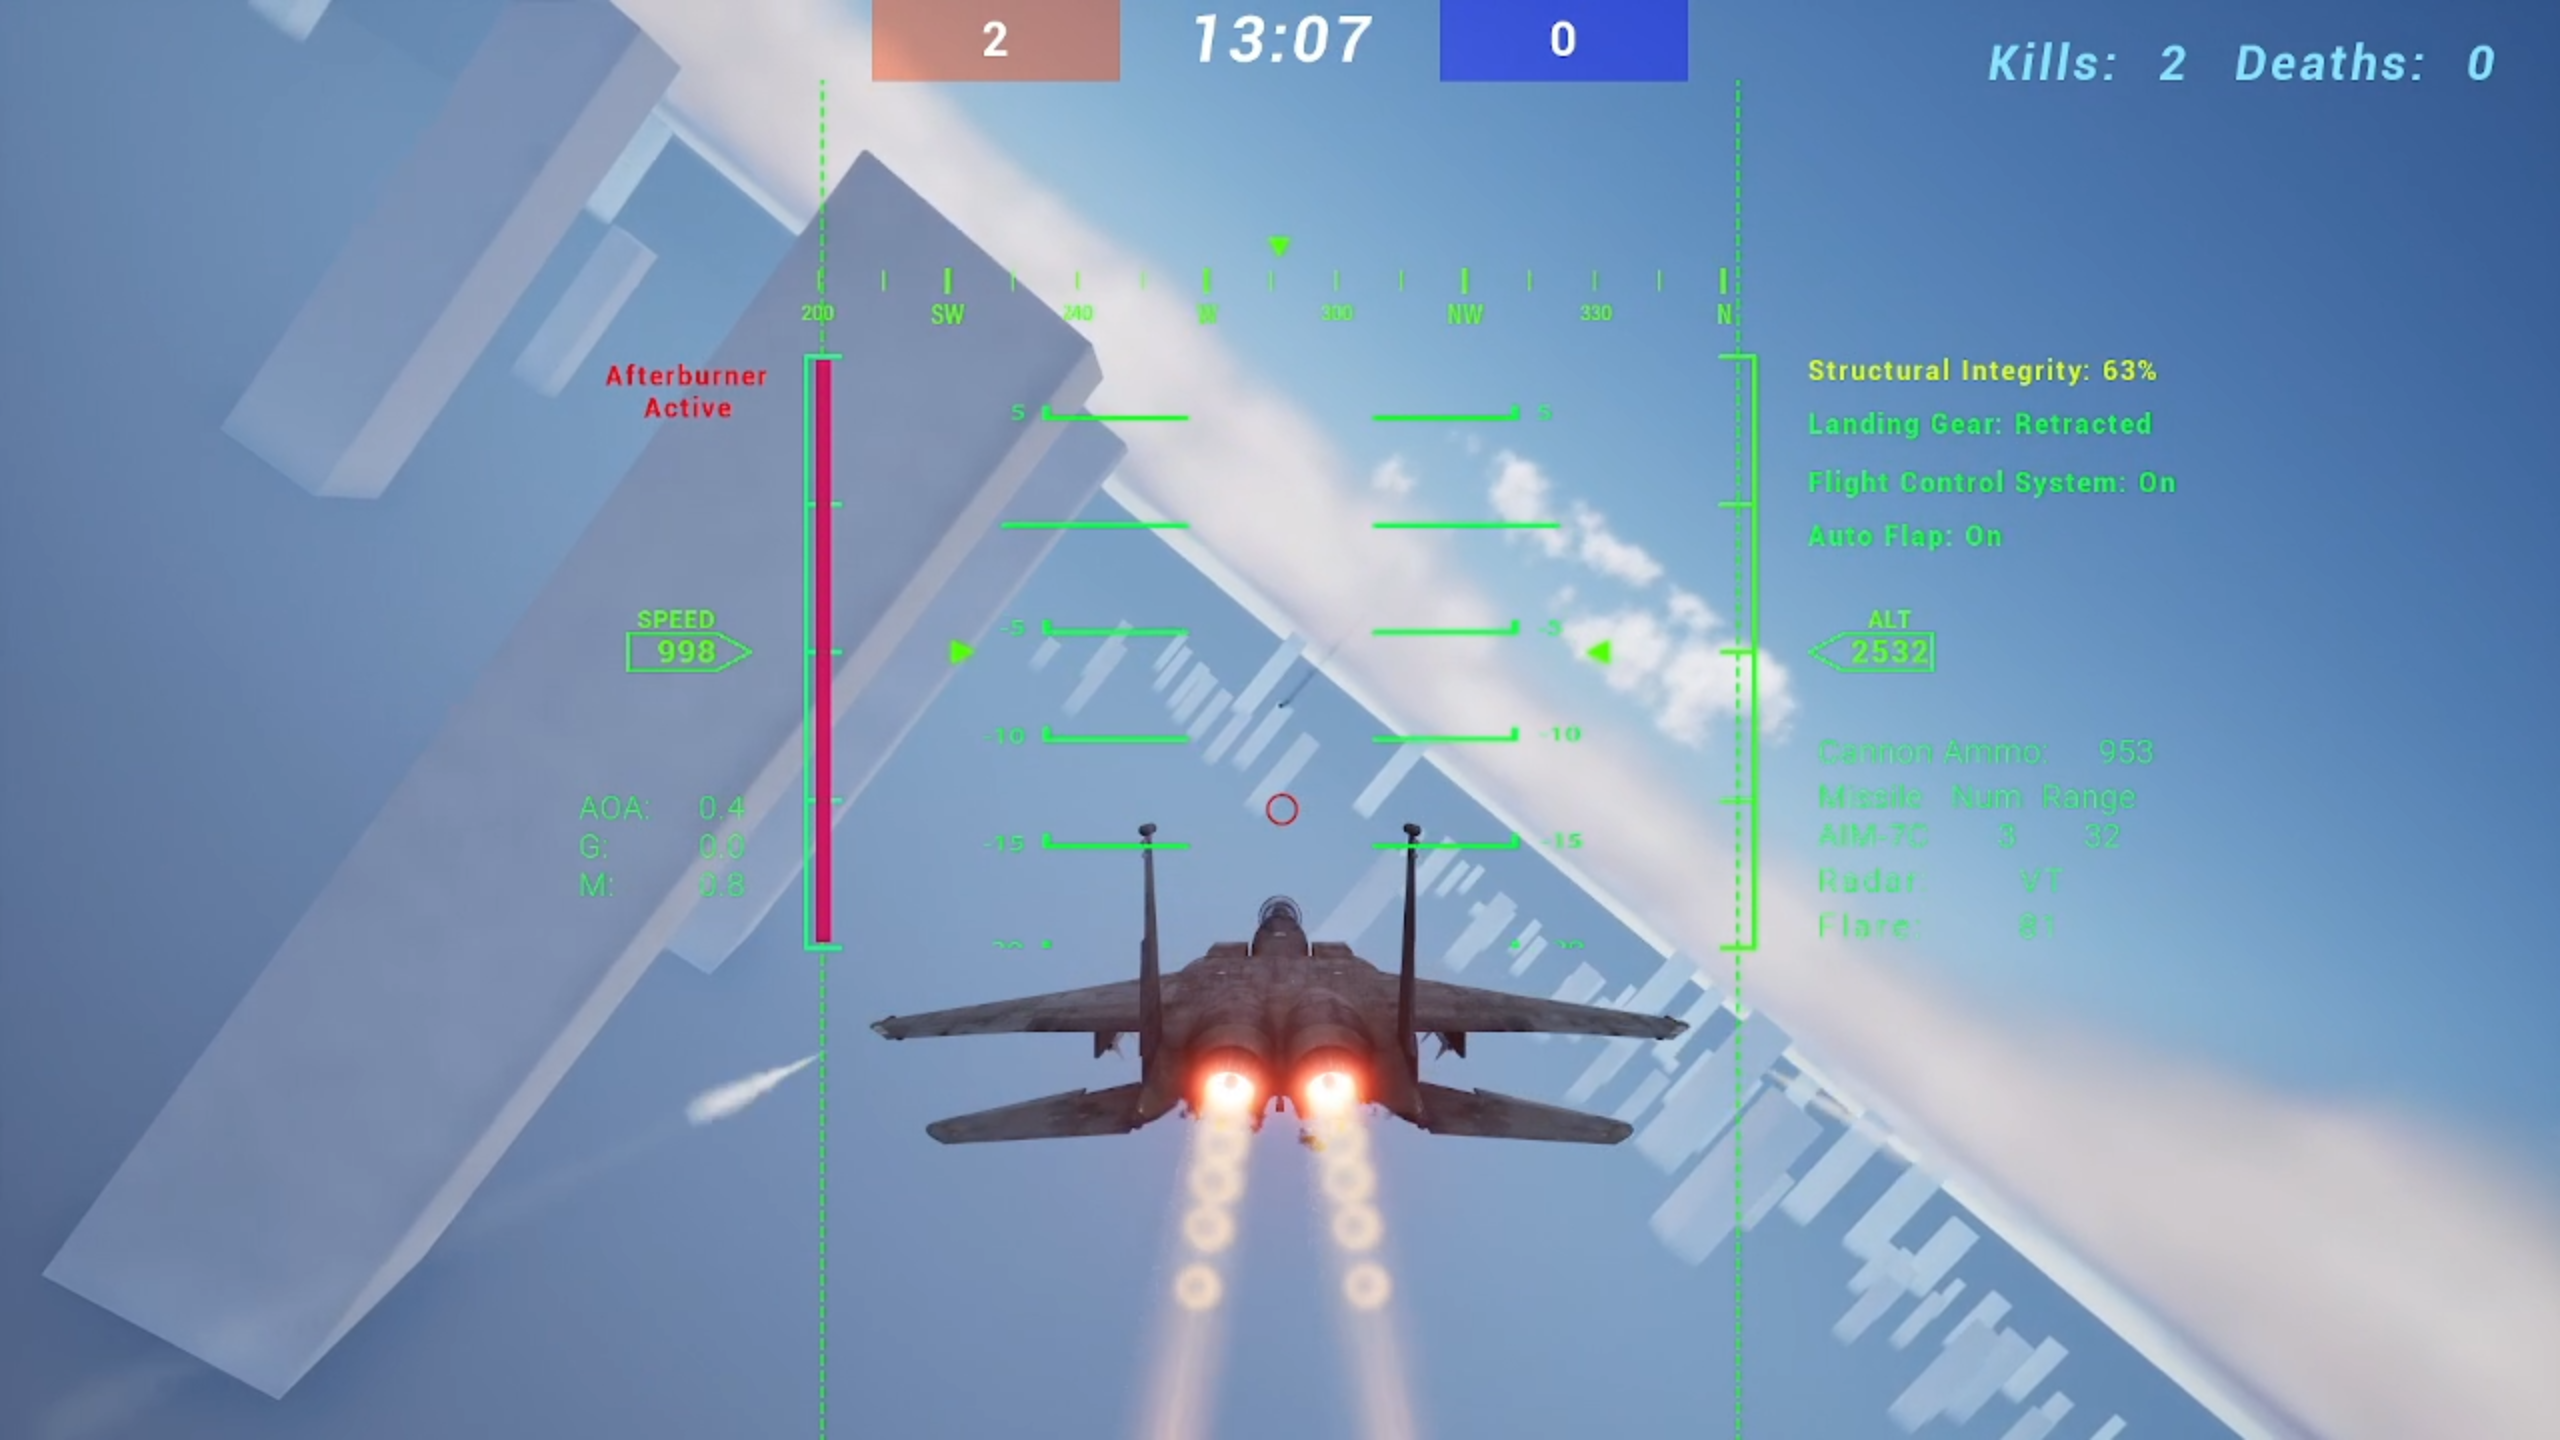 2 13:07 0
Kills: 2 Deaths: 0
200 SW 240 W 300 NW 330 N
Afterburner
Active
Structural Integrity: 63%
Landing Gear: Retracted
Flight Control System: On
Auto Flap: On
5 5
SPEED
998
ALT
2532
-5 -5
-10 -10
-15 -15
AOA: 0.4
G: 0.0
M: 0.8
Cannon Ammo: 953
Missile Num Range
3 32
Radar: VT
Flare: 81